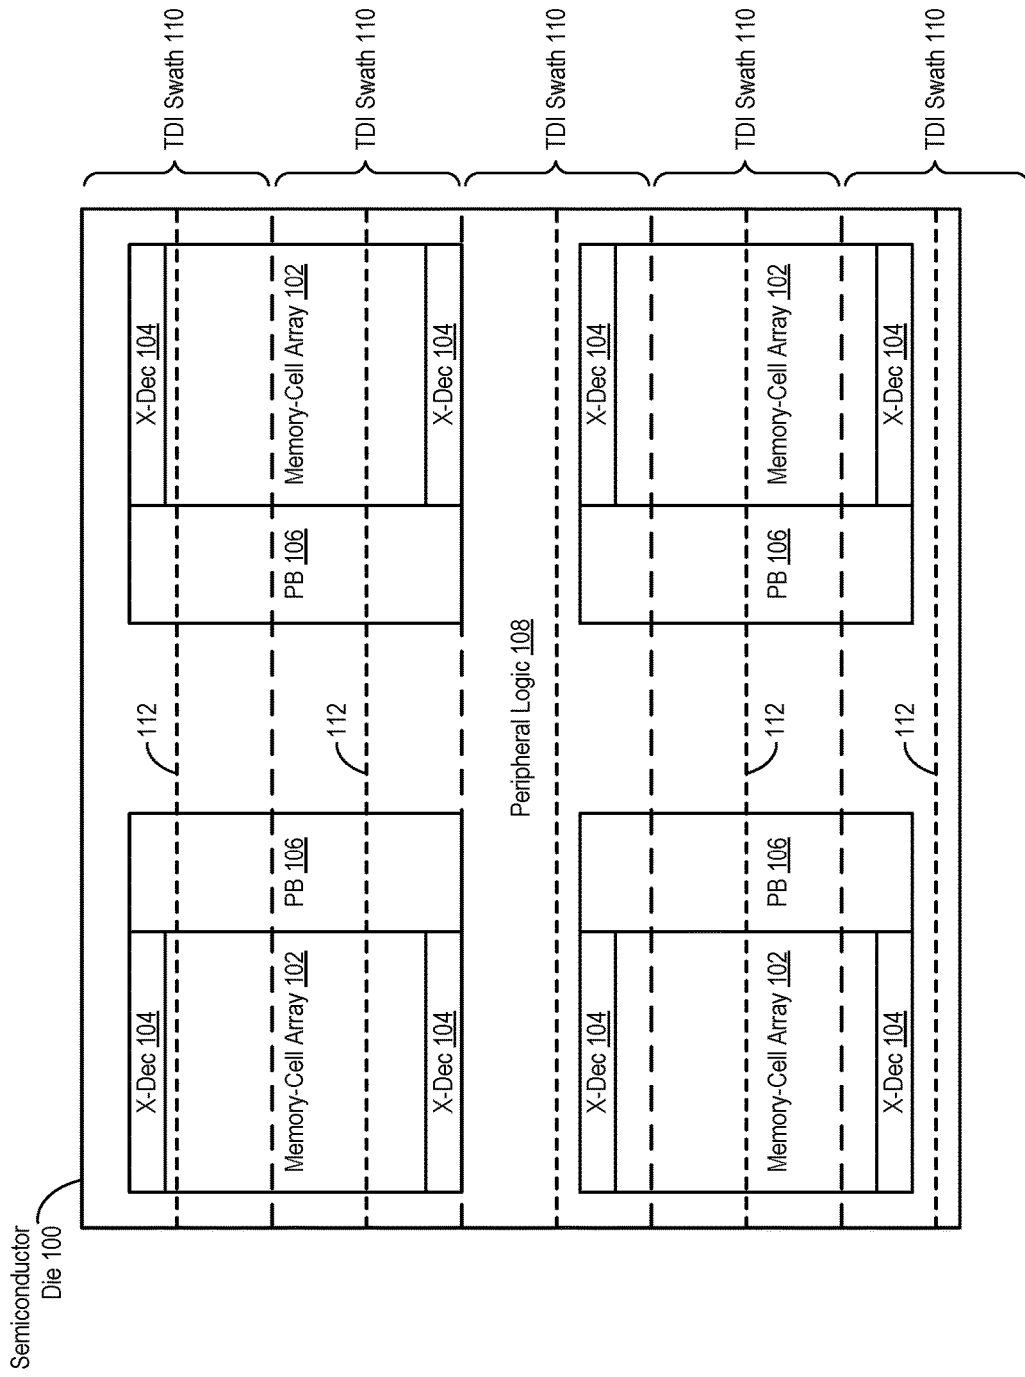 Semiconductor
Die 100
X-Dec 104
112
X-Dec 104
TDI Swath 110
Memory-Cell Array 102
PB 106
PB 106
Memory-Cell Array 102
112
TDI Swath 110
X-Dec 104
X-Dec 104
Peripheral Logic 108
TDI Swath 110
X-Dec 104
X-Dec 104
Memory-Cell Array 102
PB 106
112
PB 106
Memory-Cell Array 102
TDI Swath 110
X-Dec 104
112
X-Dec 104
TDI Swath 110